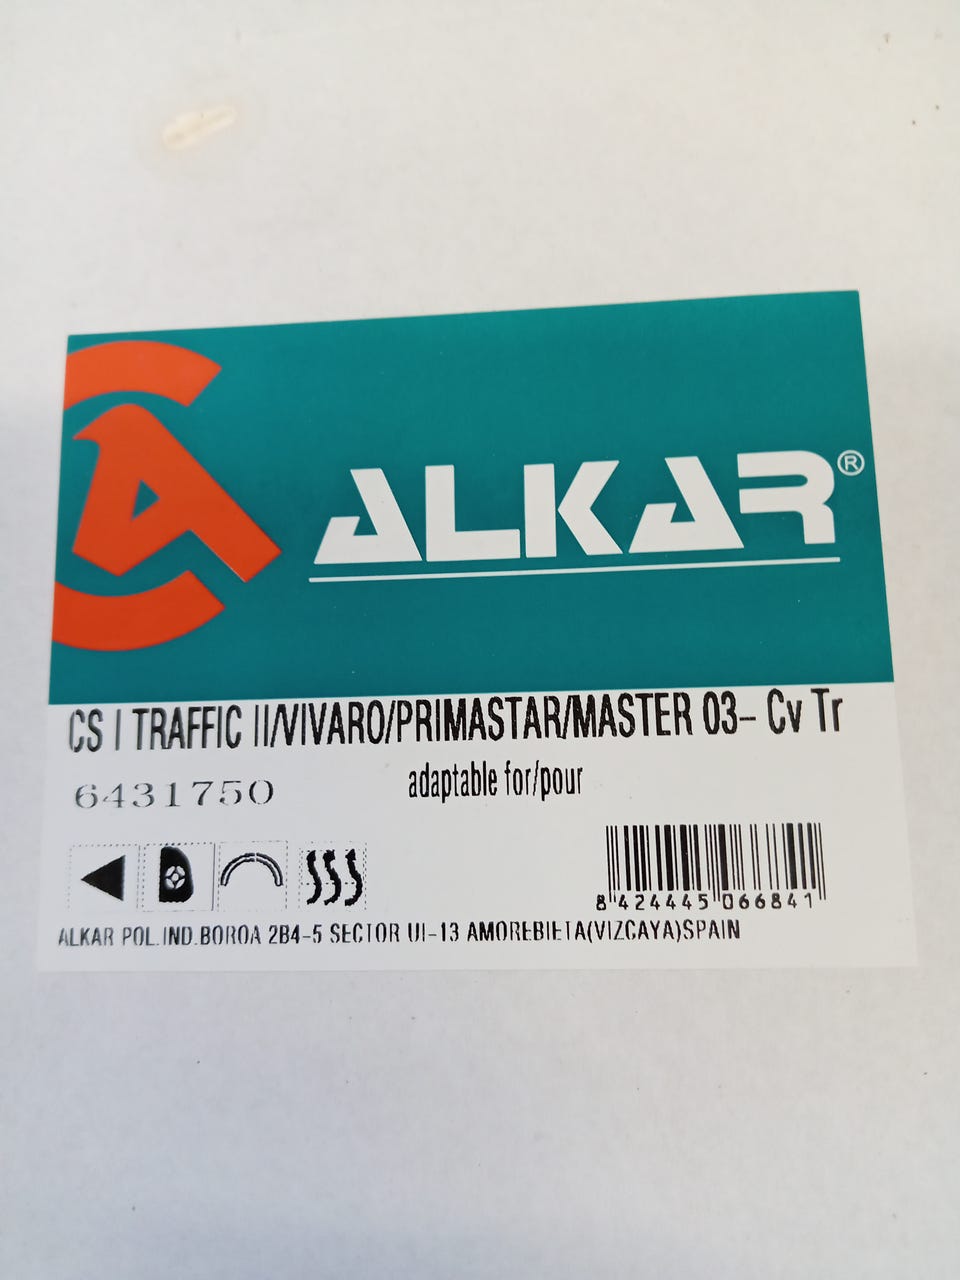 ALKAR®
CS I TRAFFIC II/VIVARO/PRIMASTAR/MASTER 03- Cv Tr
6431750
adaptable for/pour
8 424445 066841
ALKAR POL.IND.BOROA 2B4-5 SECTOR UI-13 AMOREBIETA(VIZCAYA)SPAIN